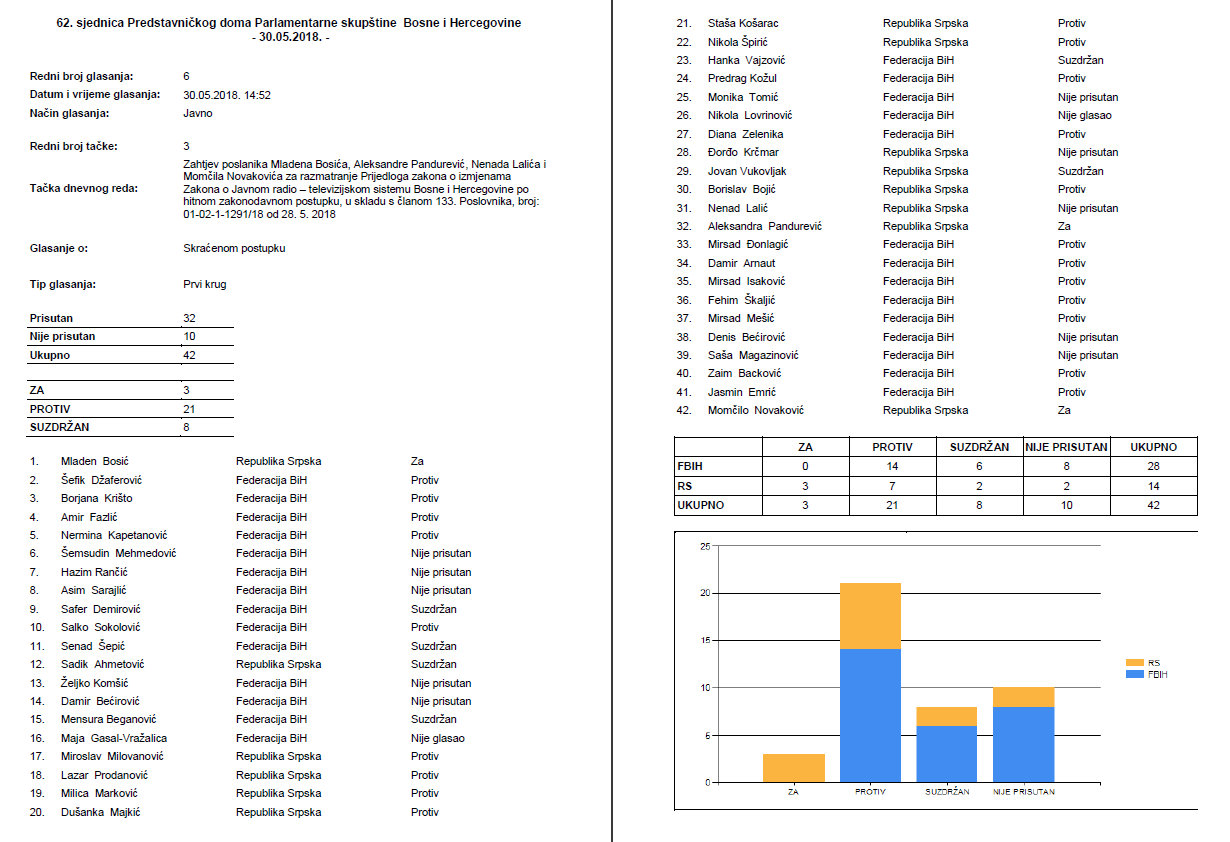 62. sjednica Predstavničkog doma Parlamentarne skupštine Bosne i Hercegovine
- 30.05.2018. -
Redni broj glasanja: 6
Datum i vrijeme glasanja: 30.05.2018. 14:52
Način glasanja: Javno
Redni broj tačke: 3
Tačka dnevnog reda: Zahtjev poslanika Mladena Bosića, Aleksandre Pandurević, Nenada Lalića i
Momčila Novakovića za razmatranje Prijedloga zakona o izmjenama
Zakona o Javnom radio – televizijskom sistemu Bosne i Hercegovine po
hitnom zakonodavnom postupku, u skladu s članom 133. Poslovnika, broj:
01-02-1-1291/18 od 28. 5. 2018
Glasanje o: Skraćenom postupku
Tip glasanja: Prvi krug
Prisutan 32
Nije prisutan 10
Ukupno 42
ZA 3
PROTIV 21
SUZDRŽAN 8
1. Mladen Bosić Republika Srpska Za
2. Šefik Džaferović Federacija BiH Protiv
3. Borjana Krišto Federacija BiH Protiv
4. Amir Fazlić Federacija BiH Protiv
5. Nermina Kapetanović Federacija BiH Protiv
6. Šemsudin Mehmedović Federacija BiH Nije prisutan
7. Hazim Rančić Federacija BiH Nije prisutan
8. Asim Sarajlić Federacija BiH Nije prisutan
9. Safer Demirović Federacija BiH Suzdržan
10. Salko Sokolović Federacija BiH Protiv
11. Senad Šepić Federacija BiH Suzdržan
12. Sadik Ahmetović Republika Srpska Suzdržan
13. Željko Komšić Federacija BiH Nije prisutan
14. Damir Bećirović Federacija BiH Nije prisutan
15. Mensura Beganović Federacija BiH Suzdržan
16. Maja Gasal-Vražalica Federacija BiH Nije glasao
17. Miroslav Milovanović Republika Srpska Protiv
18. Lazar Prodanović Republika Srpska Protiv
19. Milica Marković Republika Srpska Protiv
20. Dušanka Majkić Republika Srpska Protiv
21. Staša Košarac Republika Srpska Protiv
22. Nikola Špirić Republika Srpska Protiv
23. Hanka Vajzović Federacija BiH Suzdržan
24. Predrag Kožul Federacija BiH Protiv
25. Monika Tomić Federacija BiH Nije prisutan
26. Nikola Lovrinović Federacija BiH Nije glasao
27. Diana Zelenika Federacija BiH Protiv
28. Đorđo Krčmar Republika Srpska Nije prisutan
29. Jovan Vukovljak Republika Srpska Suzdržan
30. Borislav Bojić Republika Srpska Protiv
31. Nenad Lalić Republika Srpska Nije prisutan
32. Aleksandra Pandurević Republika Srpska Za
33. Mirsad Đonlagić Federacija BiH Protiv
34. Damir Arnaut Federacija BiH Protiv
35. Mirsad Isaković Federacija BiH Protiv
36. Fehim Škaljić Federacija BiH Protiv
37. Mirsad Mešić Federacija BiH Protiv
38. Denis Bećirović Federacija BiH Nije prisutan
39. Saša Magazinović Federacija BiH Nije prisutan
40. Zaim Backović Federacija BiH Protiv
41. Jasmin Emrić Federacija BiH Protiv
42. Momčilo Novaković Republika Srpska Za
ZA PROTIV SUZDRŽAN NIJE PRISUTAN UKUPNO
FBIH 0 14 6 8 28
RS 3 7 2 2 14
UKUPNO 3 21 8 10 42
25
20
15
10
5
0
ZA PROTIV SUZDRŽAN NIJE PRISUTAN
RS
FBIH